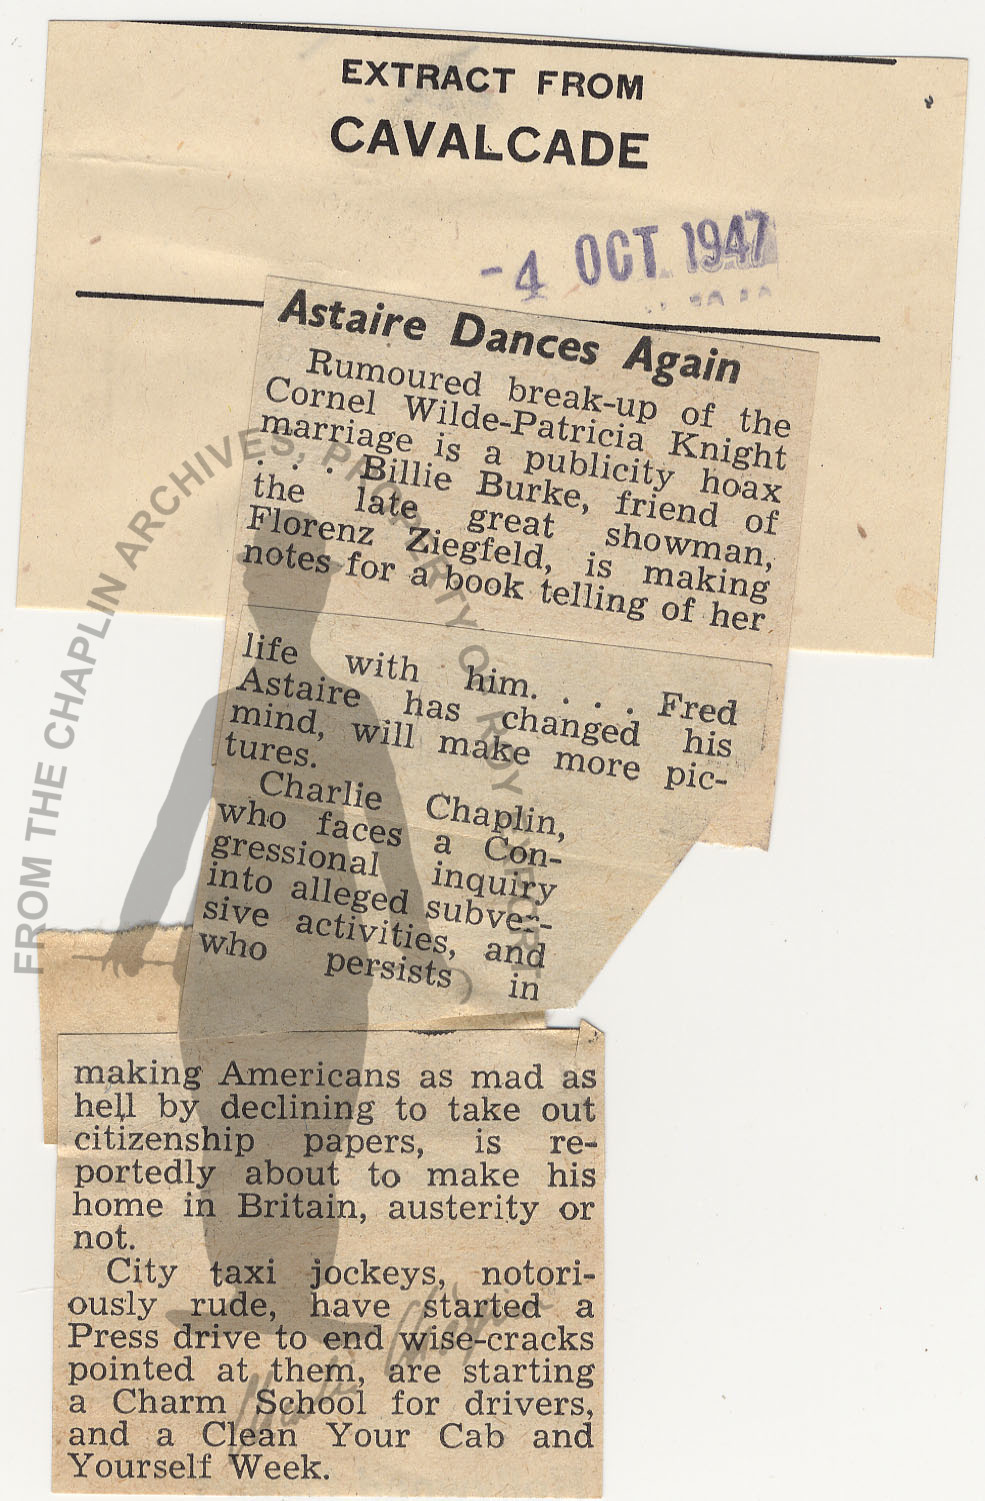 EXTRACT FROM
CAVALCADE
-4 OCT 1947
Astaire Dances Again
Rumoured break-up of the
Cornel Wilde-Patricia Knight
marriage is a publicity hoax
. . . Billie Burke, friend of
the late great showman,
Florenz Ziegfeld, is making
notes for a book telling of her
life with him. . . . Fred
Astaire has changed his
mind, will make more pic-
tures.
Charlie Chaplin,
who faces a Con-
gressional inquiry
into alleged subver-
sive activities, and
who persists in
making Americans as mad as
hell by declining to take out
citizenship papers, is re-
portedly about to make his
home in Britain, austerity or
not.
City taxi jockeys, notori-
ously rude, have started a
Press drive to end wise-cracks
pointed at them, are starting
a Charm School for drivers,
and a Clean Your Cab and
Yourself Week.
FROM THE CHAPLIN ARCHIVES, PROPERTY OF ROY EXPORT
Charlie Chaplin